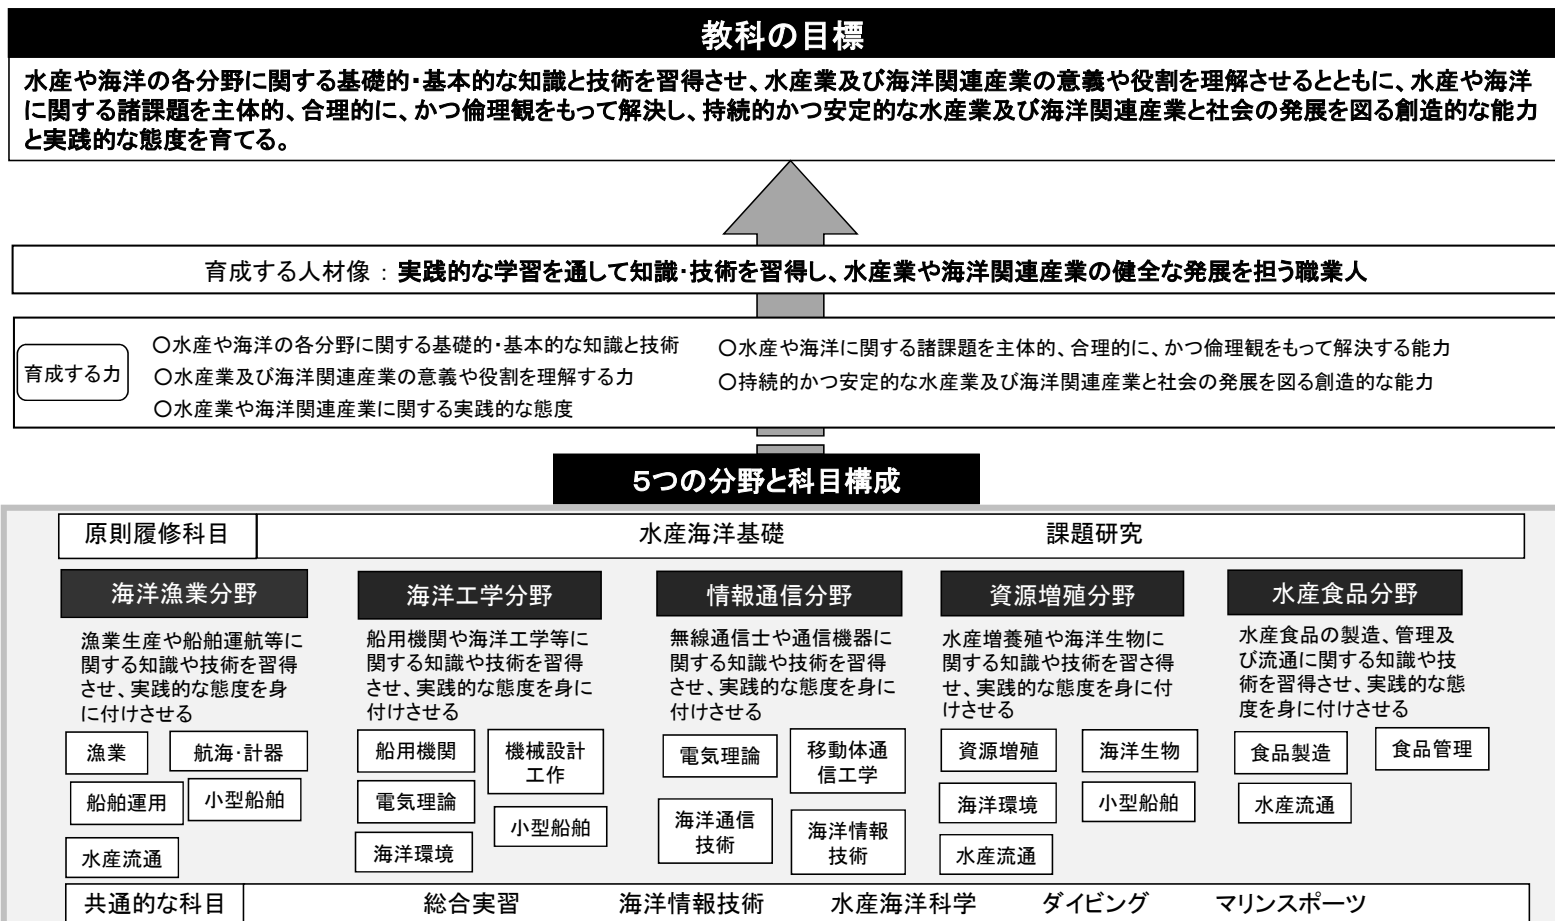 教科の目標
水産や海洋の各分野に関する基礎的・基本的な知識と技術を習得させ、水産業及び海洋関連産業の意義や役割を理解させるとともに、水産や海洋
に関する諸課題を主体的、合理的に、かつ倫理観をもって解決し、持続的かつ安定的な水産業及び海洋関連産業と社会の発展を図る創造的な能力
と実践的な態度を育てる。
育成する人材像 : 実践的な学習を通して知識・技術を習得し、水産業や海洋関連産業の健全な発展を担う職業人
育成する力
○水産や海洋の各分野に関する基礎的・基本的な知識と技術
○水産業及び海洋関連産業の意義や役割を理解する力
○水産業や海洋関連産業に関する実践的な態度
○水産や海洋に関する諸課題を主体的、合理的に、かつ倫理観をもって解決する能力
○持続的かつ安定的な水産業及び海洋関連産業と社会の発展を図る創造的な能力
5つの分野と科目構成
原則履修科目 水産海洋基礎 課題研究
海洋漁業分野
漁業生産や船舶運航等に
関する知識や技術を習得
させ、実践的な態度を身
に付けさせる
漁業
航海・計器
船舶運用
小型船舶
水産流通
海洋工学分野
船用機関や海洋工学等に
関する知識や技術を習得
させ、実践的な態度を身に
付けさせる
船用機関
機械設計
工作
電気理論
小型船舶
海洋環境
情報通信分野
無線通信士や通信機器に
関する知識や技術を習得
させ、実践的な態度を身に
付けさせる
電気理論
移動体通
信工学
海洋通信
技術
海洋情報
技術
資源増殖分野
水産増養殖や海洋生物に
関する知識や技術を習さ得
せ、実践的な態度を身に付
けさせる
資源増殖
海洋生物
海洋環境
小型船舶
水産流通
水産食品分野
水産食品の製造、管理及
び流通に関する知識や技
術を習得させ、実践的な態
度を身に付けさせる
食品製造
食品管理
水産流通
共通的な科目 総合実習 海洋情報技術 水産海洋科学 ダイビング マリンスポーツ